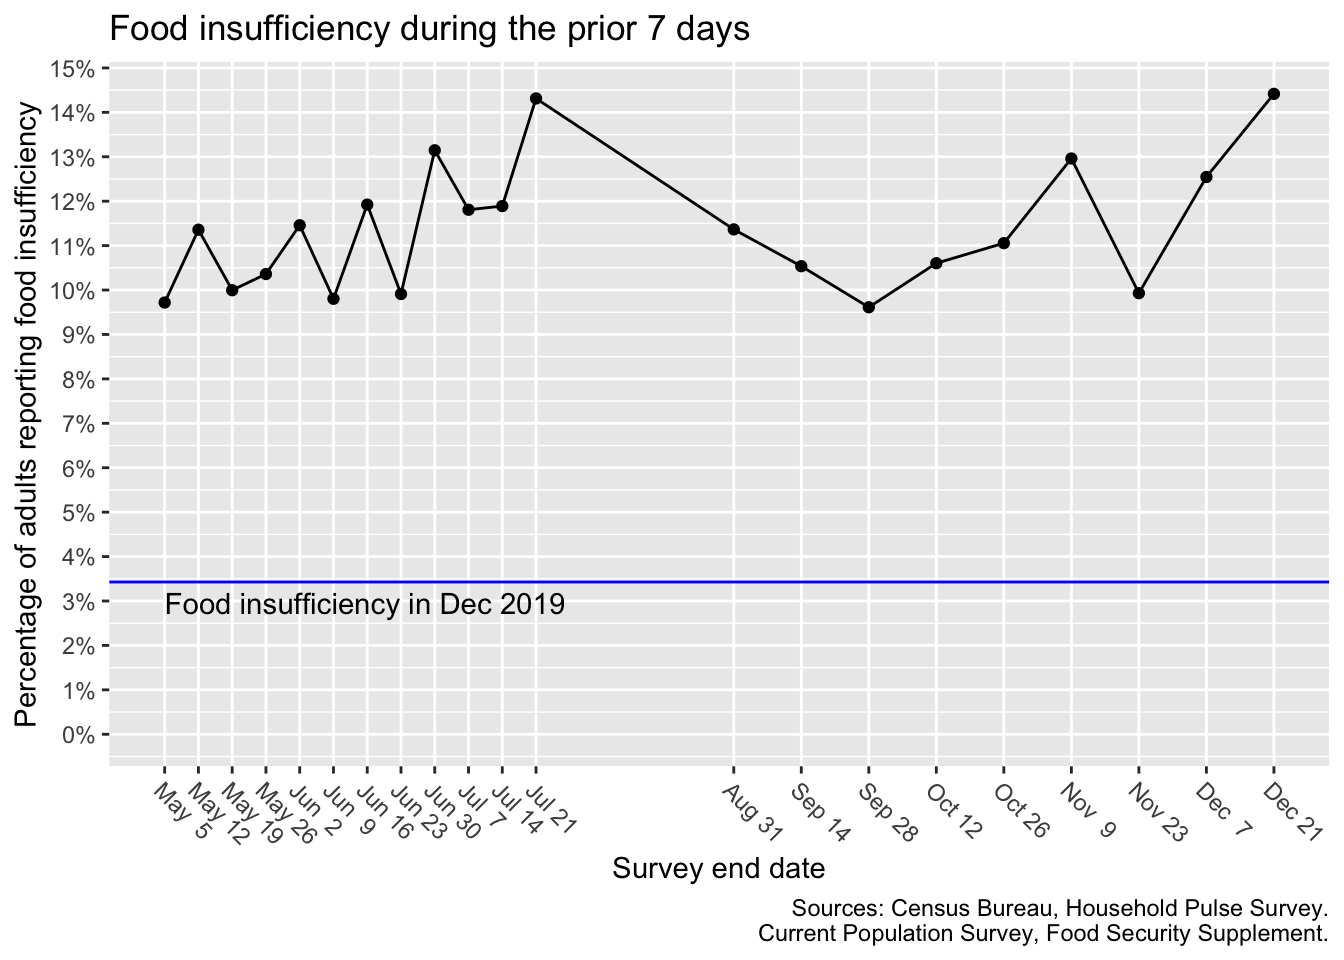 Food insufficiency during the prior 7 days
Percentage of adults reporting food insufficiency
15%
14%
13%
12%
11%
10%
9%
8%
7%
6%
5%
4%
3%
2%
1%
0%
Food insufficiency in Dec 2019
May 5
May 12
May 19
May 26
Jun 2
Jun 9
Jun 16
Jun 23
Jun 30
Jul 7
Jul 14
Jul 21
Aug 31
Sep 14
Sep 28
Oct 12
Oct 26
Nov 9
Nov 23
Dec 7
Dec 21
Survey end date
Sources: Census Bureau, Household Pulse Survey.
Current Population Survey, Food Security Supplement.